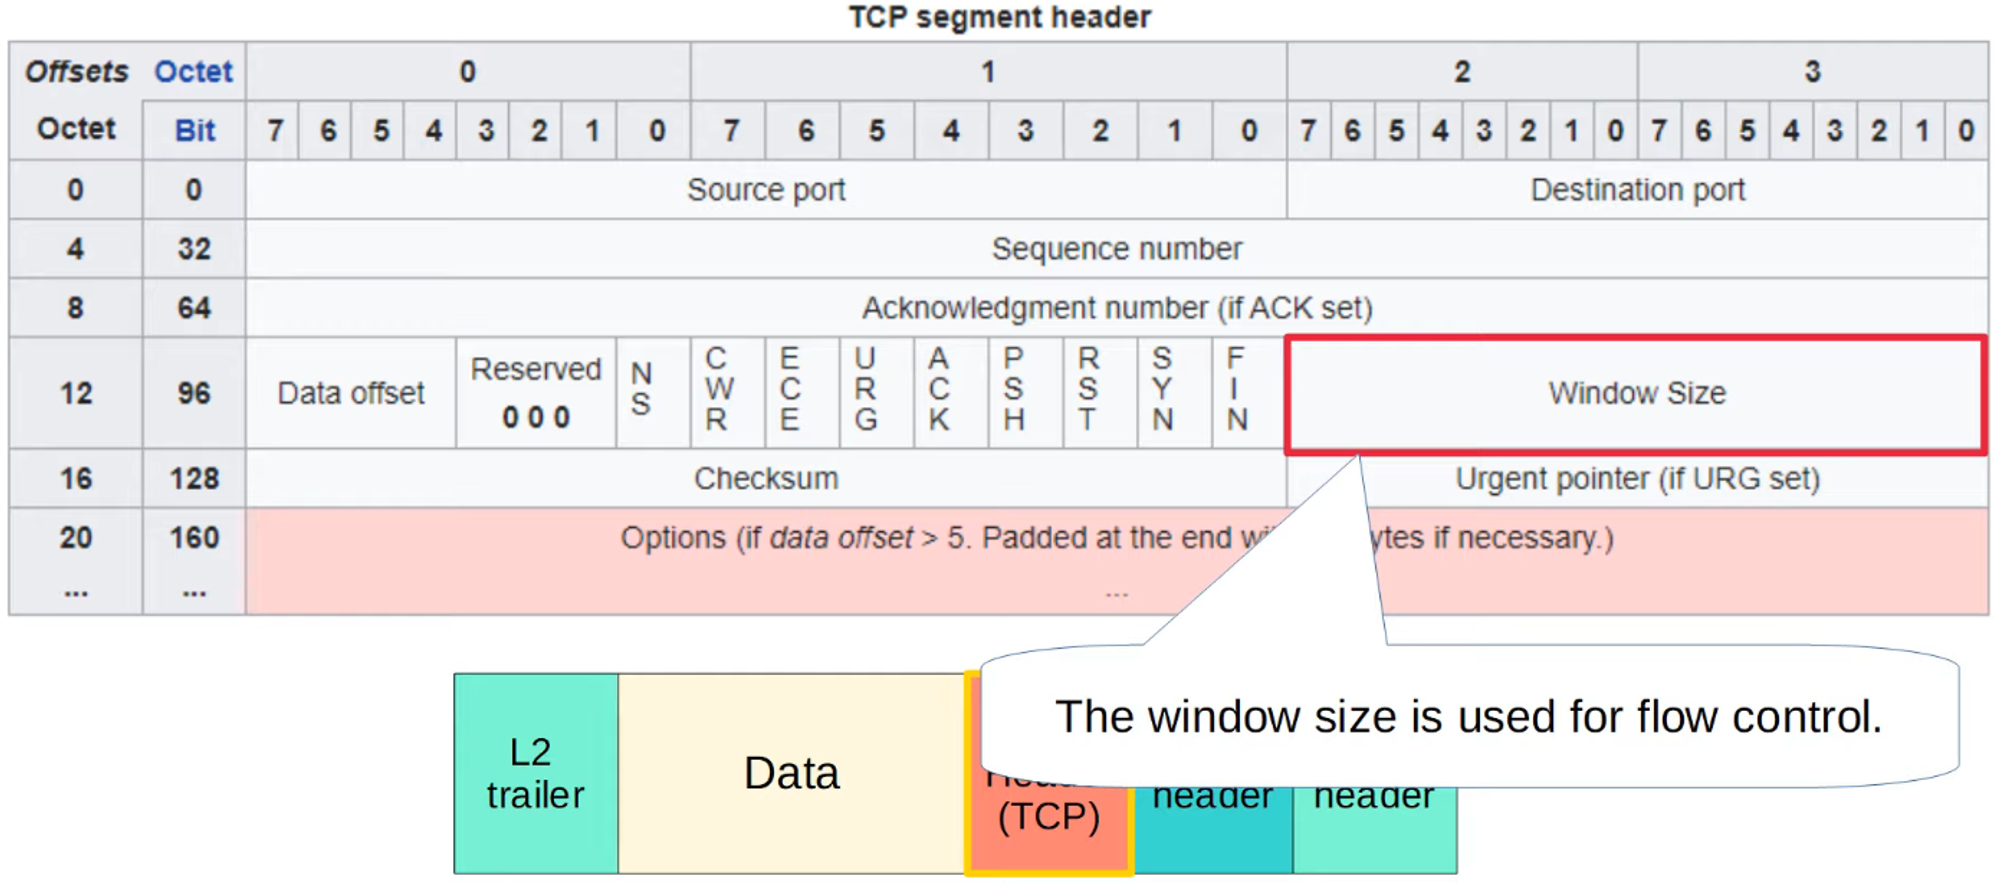 TCP segment header
Offsets Octet 0 1 2 3
Octet Bit 7 6 5 4 3 2 1 0 7 6 5 4 3 2 1 0 7 6 5 4 3 2 1 0 7 6 5 4 3 2 1 0
0 0 Source port Destination port
4 32 Sequence number
8 64 Acknowledgment number (if ACK set)
12 96 Data offset Reserved 0 0 0 NS CWR ECE URG ACK PSH RST SYN FIN Window Size
16 128 Checksum Urgent pointer (if URG set)
20 160 Options (if data offset > 5. Padded at the end if necessary.)
... ... ...
The window size is used for flow control.
L2 trailer
Data
(TCP)
header
header